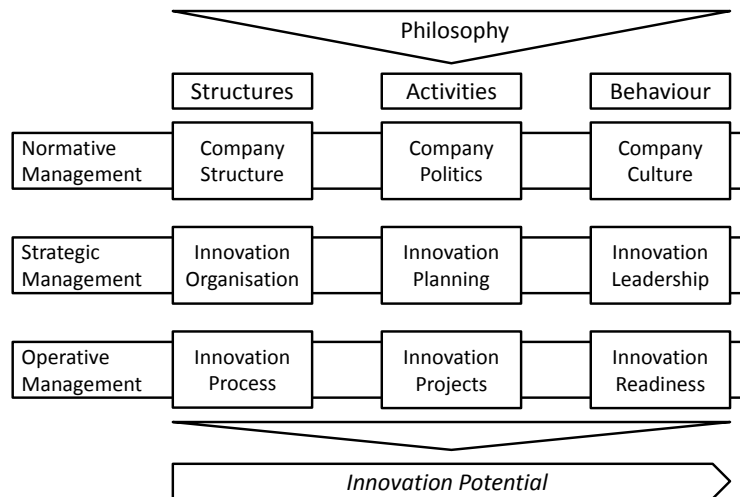 Philosophy
Structures Activities Behaviour
Normative Management
Company Structure
Company Politics
Company Culture
Strategic Management
Innovation Organisation
Innovation Planning
Innovation Leadership
Operative Management
Innovation Process
Innovation Projects
Innovation Readiness
Innovation Potential